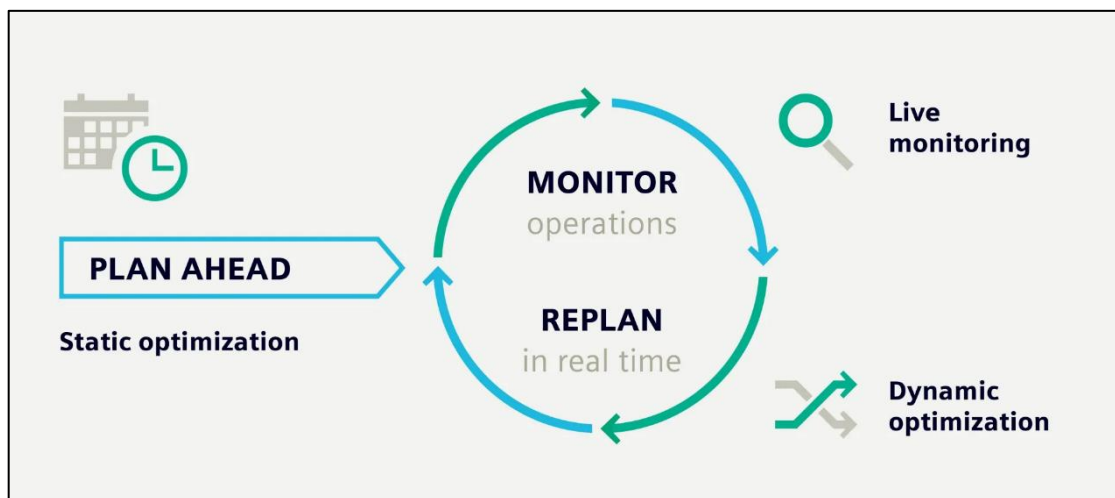 PLAN AHEAD
Static optimization
MONITOR
operations
REPLAN
in real time
Live
monitoring
Dynamic
optimization